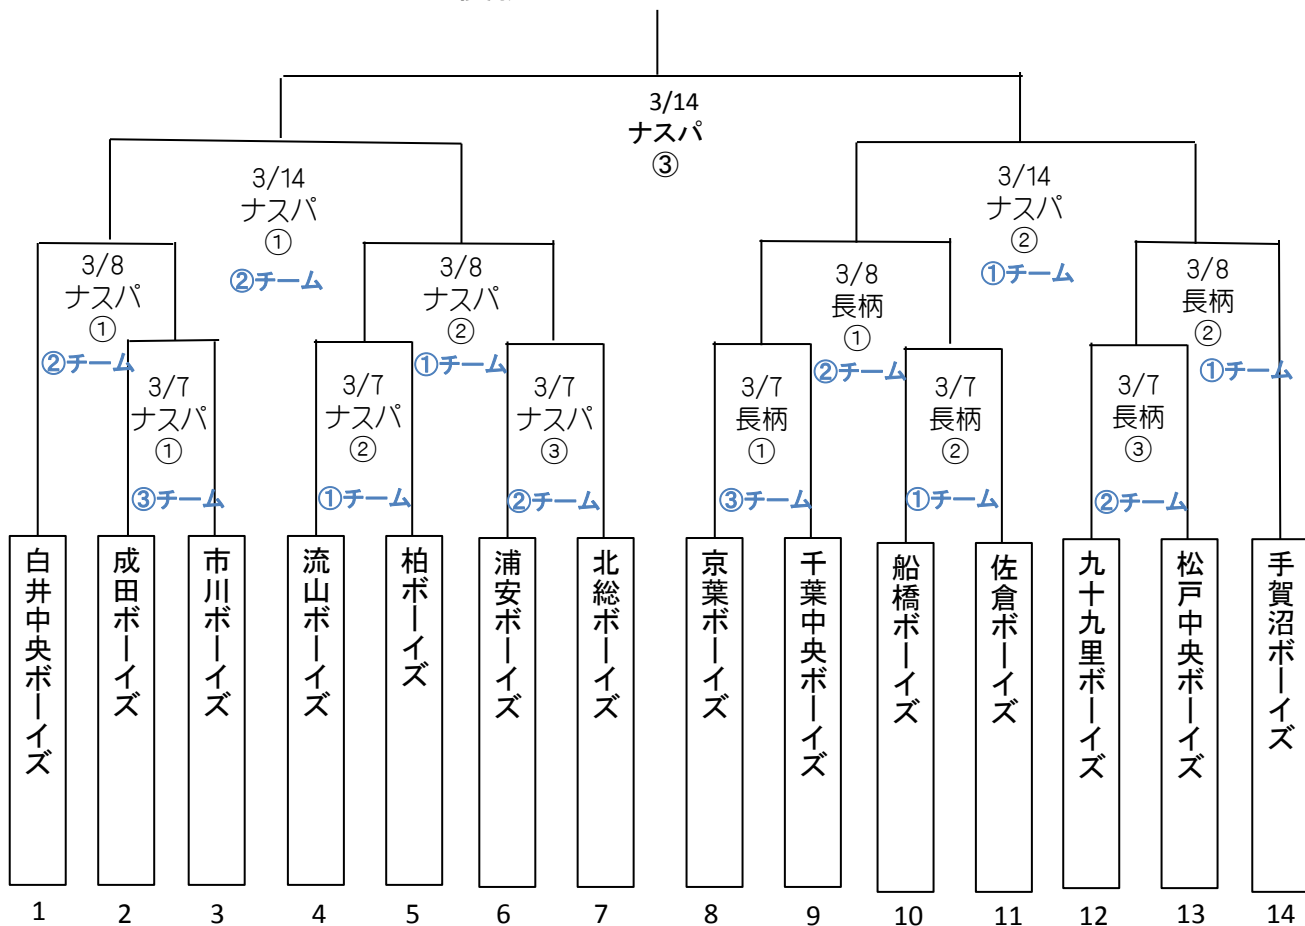 3/14
ナスパ
③
3/14
ナスパ
①
②チーム
3/14
ナスパ
②
①チーム
3/8
ナスパ
①
②チーム
3/8
ナスパ
②
①チーム
3/8
長柄
①
②チーム
3/8
長柄
②
①チーム
3/7
ナスパ
①
③チーム
3/7
ナスパ
②
①チーム
3/7
ナスパ
③
②チーム
3/7
長柄
①
③チーム
3/7
長柄
②
①チーム
3/7
長柄
③
②チーム
白井中央ボーイズ
成田ボーイズ
市川ボーイズ
流山ボーイズ
柏ボーイズ
浦安ボーイズ
北総ボーイズ
京葉ボーイズ
千葉中央ボーイズ
船橋ボーイズ
佐倉ボーイズ
九十九里ボーイズ
松戸中央ボーイズ
手賀沼ボーイズ
1 2 3 4 5 6 7 8 9 10 11 12 13 14